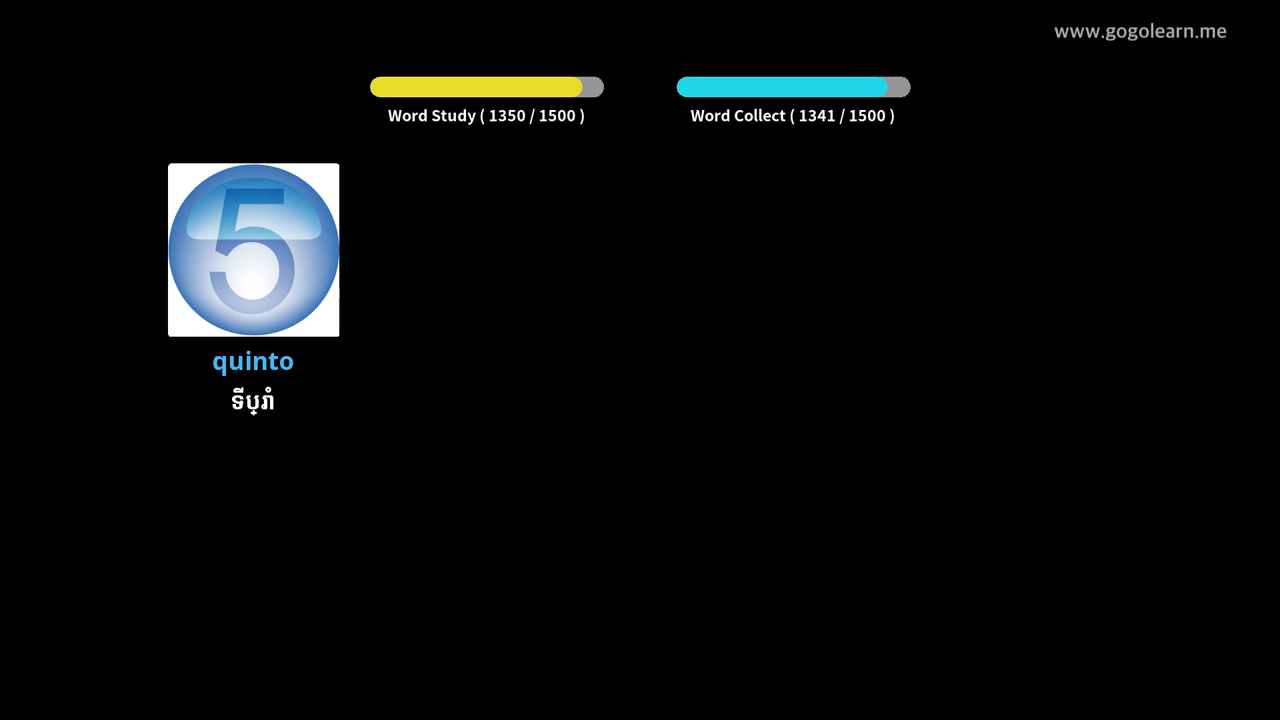 www.gogolearn.me
Word Study ( 1350 / 1500 )
Word Collect ( 1341 / 1500 )
5
quinto
ទីប្រាំ